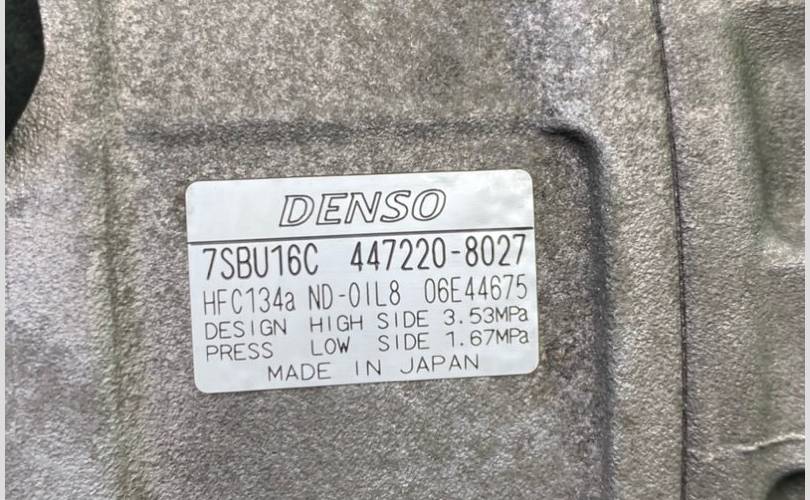 DENSO
7SBU16C 447220-8027
HFC134a ND-OIL8 06E44675
DESIGN HIGH SIDE 3.53MPa
PRESS LOW SIDE 1.67MPa
MADE IN JAPAN